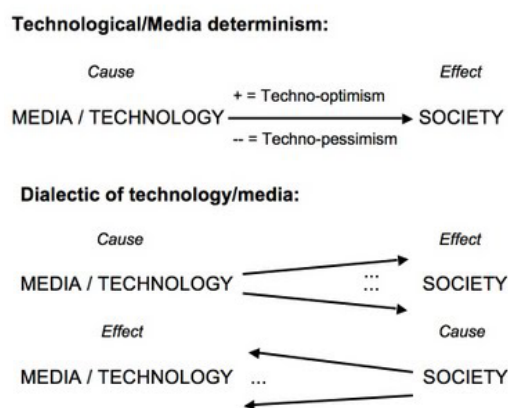 Technological/Media determinism:
Cause Effect
+ = Techno-optimism
MEDIA / TECHNOLOGY SOCIETY
-- = Techno-pessimism
Dialectic of technology/media:
Cause Effect
MEDIA / TECHNOLOGY ... ... SOCIETY
Effect Cause
MEDIA / TECHNOLOGY ... SOCIETY